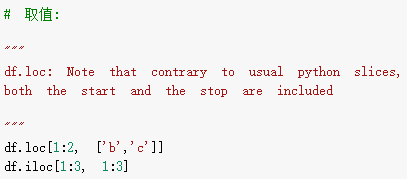 # 取值:
"""
df.loc: Note that contrary to usual python slices,
both the start and the stop are included
"""
df.loc[1:2, ['b','c']]
df.iloc[1:3, 1:3]